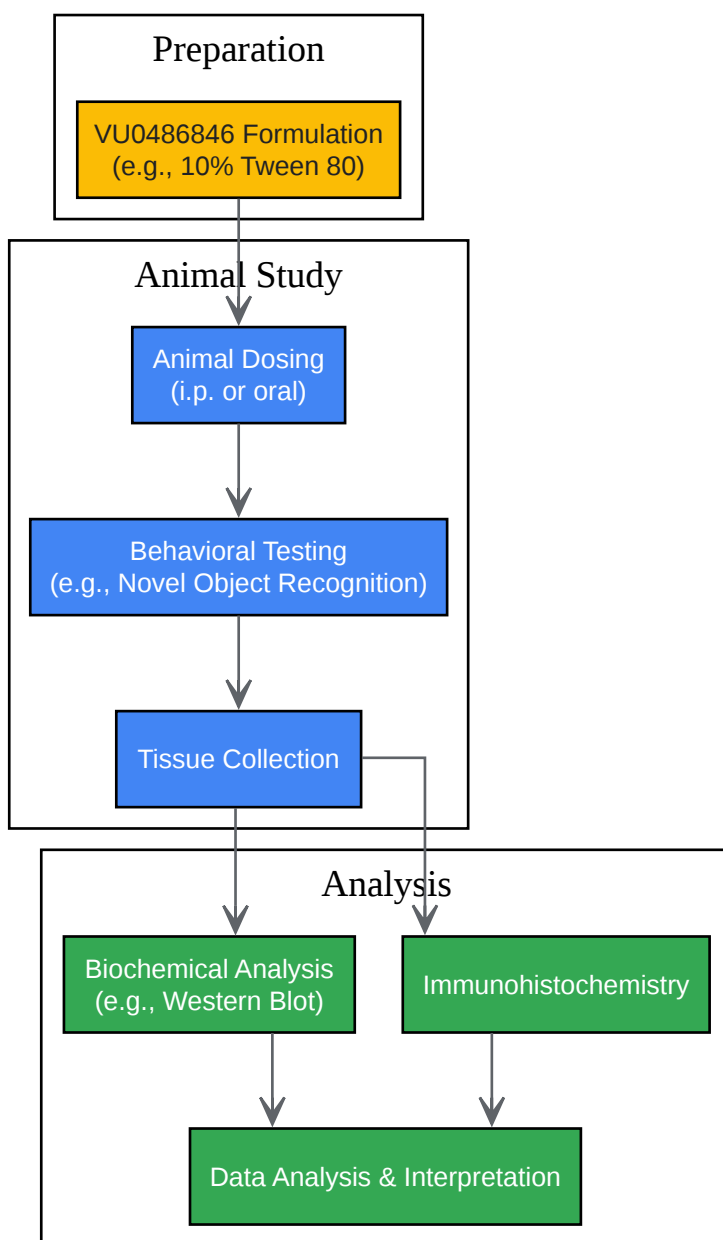 Preparation
VU0486846 Formulation
(e.g., 10% Tween 80)
Animal Study
Animal Dosing
(i.p. or oral)
Behavioral Testing
(e.g., Novel Object Recognition)
Tissue Collection
Analysis
Biochemical Analysis
(e.g., Western Blot)
Immunohistochemistry
Data Analysis & Interpretation